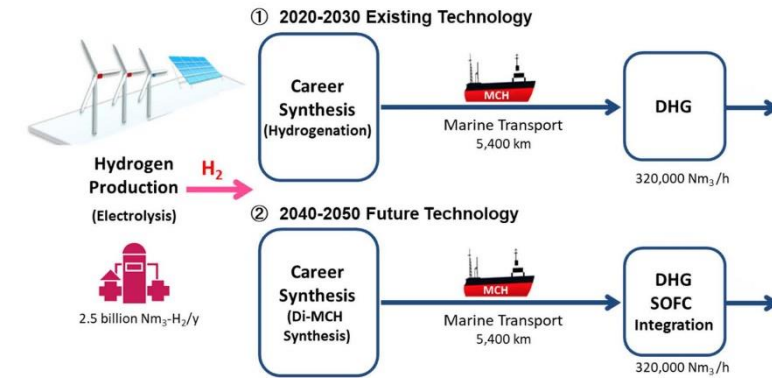 ① 2020-2030 Existing Technology
Career
Synthesis
(Hydrogenation)
MCH
Marine Transport
5,400 km
DHG
320,000 Nm₃/h
Hydrogen
Production
(Electrolysis)
H₂
2.5 billion Nm₃-H₂/y
② 2040-2050 Future Technology
Career
Synthesis
(Di-MCH
Synthesis)
MCH
Marine Transport
5,400 km
DHG
SOFC
Integration
320,000 Nm₃/h